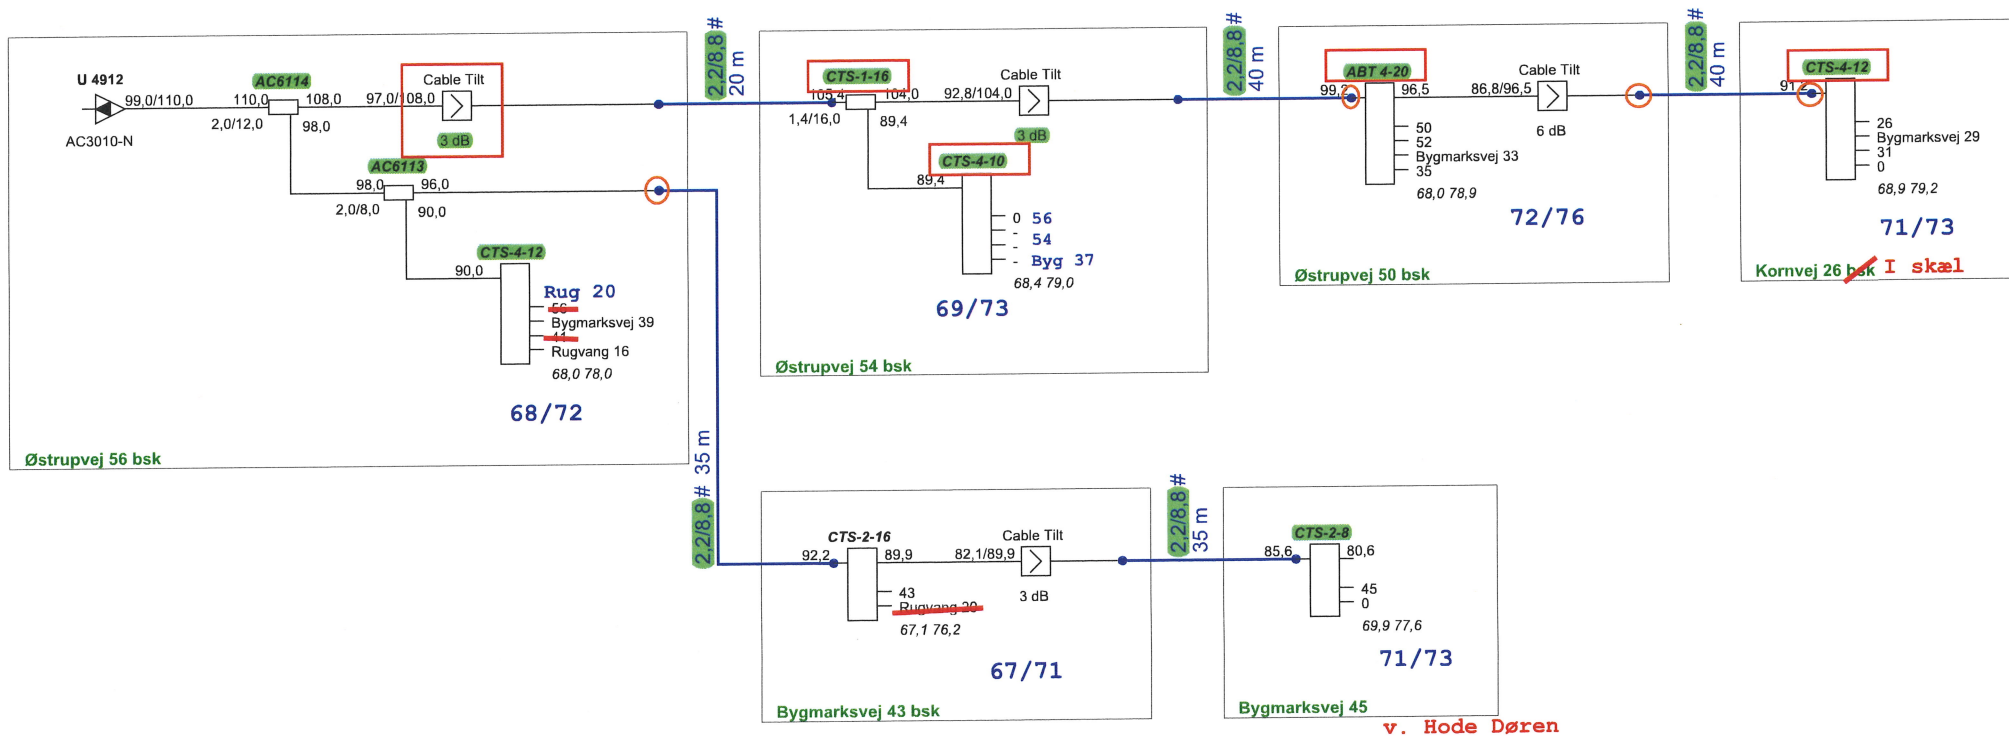 U 4912
99,0/110,0
AC3010-N
AC6114
110,0
108,0
2,0/12,0
98,0
Cable Tilt
97,0/108,0
3 dB
AC6113
98,0
96,0
2,0/8,0
90,0
CTS-4-12
90,0
Rug 20
56
Bygmarksvej 39
41
Rugvang 16
68,0 78,0
68/72
Østrupvej 56 bsk
2,2/8,8#
20 m
CTS-1-16
105,4
104,0
1,4/16,0
89,4
Cable Tilt
92,8/104,0
3 dB
CTS-4-10
89,4
0 56
- 54
-
- Byg 37
68,4 79,0
69/73
Østrupvej 54 bsk
2,2/8,8#
40 m
ABT 4-20
99,2
96,5
50
52
Bygmarksvej 33
35
68,0 78,9
Cable Tilt
86,8/96,5
6 dB
72/76
Østrupvej 50 bsk
2,2/8,8#
40 m
CTS-4-12
91,2
26
Bygmarksvej 29
31
0
68,9 79,2
71/73
Kornvej 26 bsk I skæl
2,2/8,8# 35 m
CTS-2-16
92,2
89,9
43
Rugvang 20
67,1 76,2
Cable Tilt
82,1/89,9
3 dB
67/71
Bygmarksvej 43 bsk
2,2/8,8#
35 m
CTS-2-8
85,6
80,6
45
0
69,9 77,6
71/73
Bygmarksvej 45
v. Hode Døren